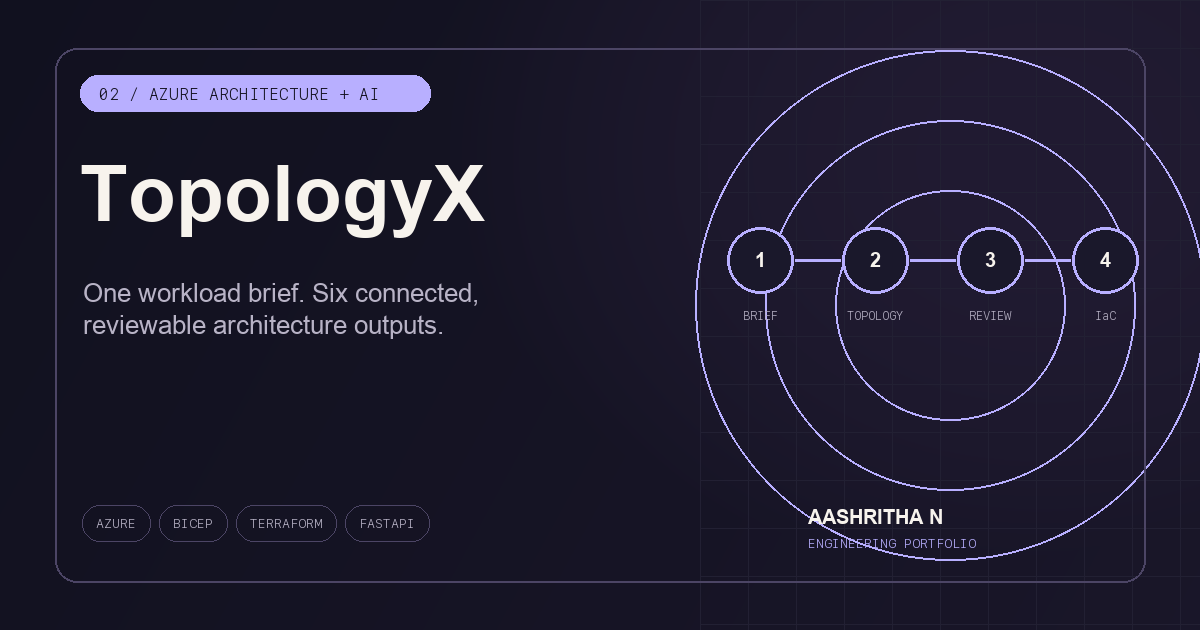 02 / AZURE ARCHITECTURE + AI
TopologyX
One workload brief. Six connected,
reviewable architecture outputs.
1 2 3 4
BRIEF TOPOLOGY REVIEW IaC
AZURE BICEP TERRAFORM FASTAPI
AASHRITHA N
ENGINEERING PORTFOLIO